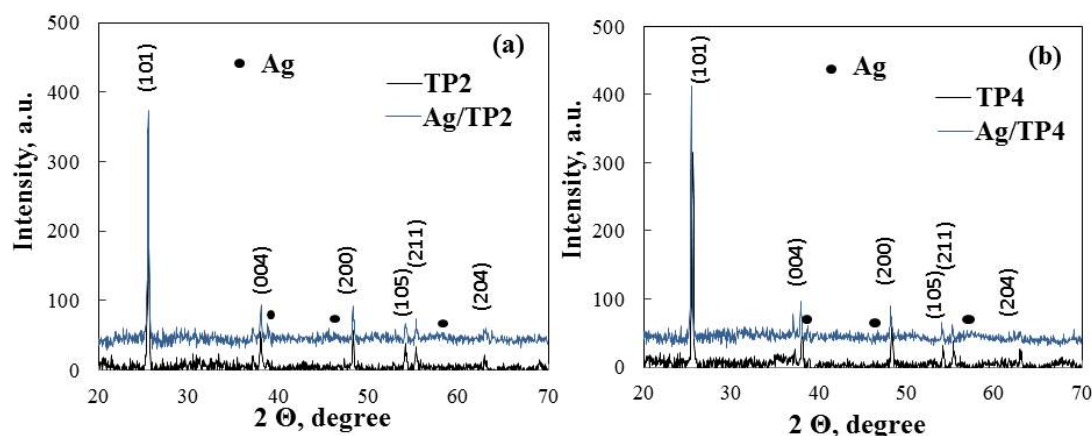 500
(a)
(101)
Ag
TP2
400
Ag/TP2
Intensity, a.u.
300
200
(004)
(200)
(105)
(211)
(204)
100
0
20 30 40 50 60 70
2 Θ, degree
500
(b)
(101)
Ag
TP4
400
Ag/TP4
Intensity, a.u.
300
200
(004)
(200)
(105)
(211)
(204)
100
0
20 30 40 50 60 70
2 Θ, degree